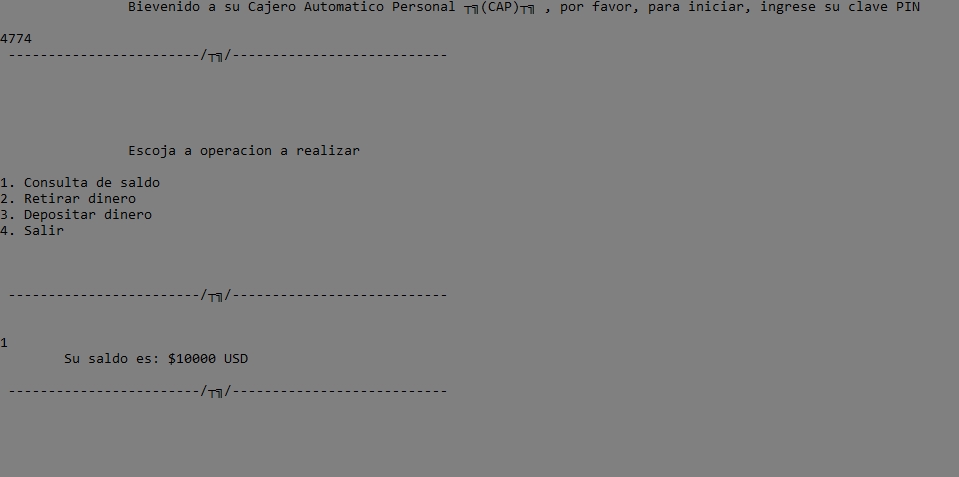 Bievenido a su Cajero Automatico Personal ┬╗(CAP)┬╗ , por favor, para iniciar, ingrese su clave PIN
4774
------------------------/┬╗/---------------------------
Escoja a operacion a realizar
1. Consulta de saldo
2. Retirar dinero
3. Depositar dinero
4. Salir
------------------------/┬╗/---------------------------
1
Su saldo es: $10000 USD
------------------------/┬╗/---------------------------